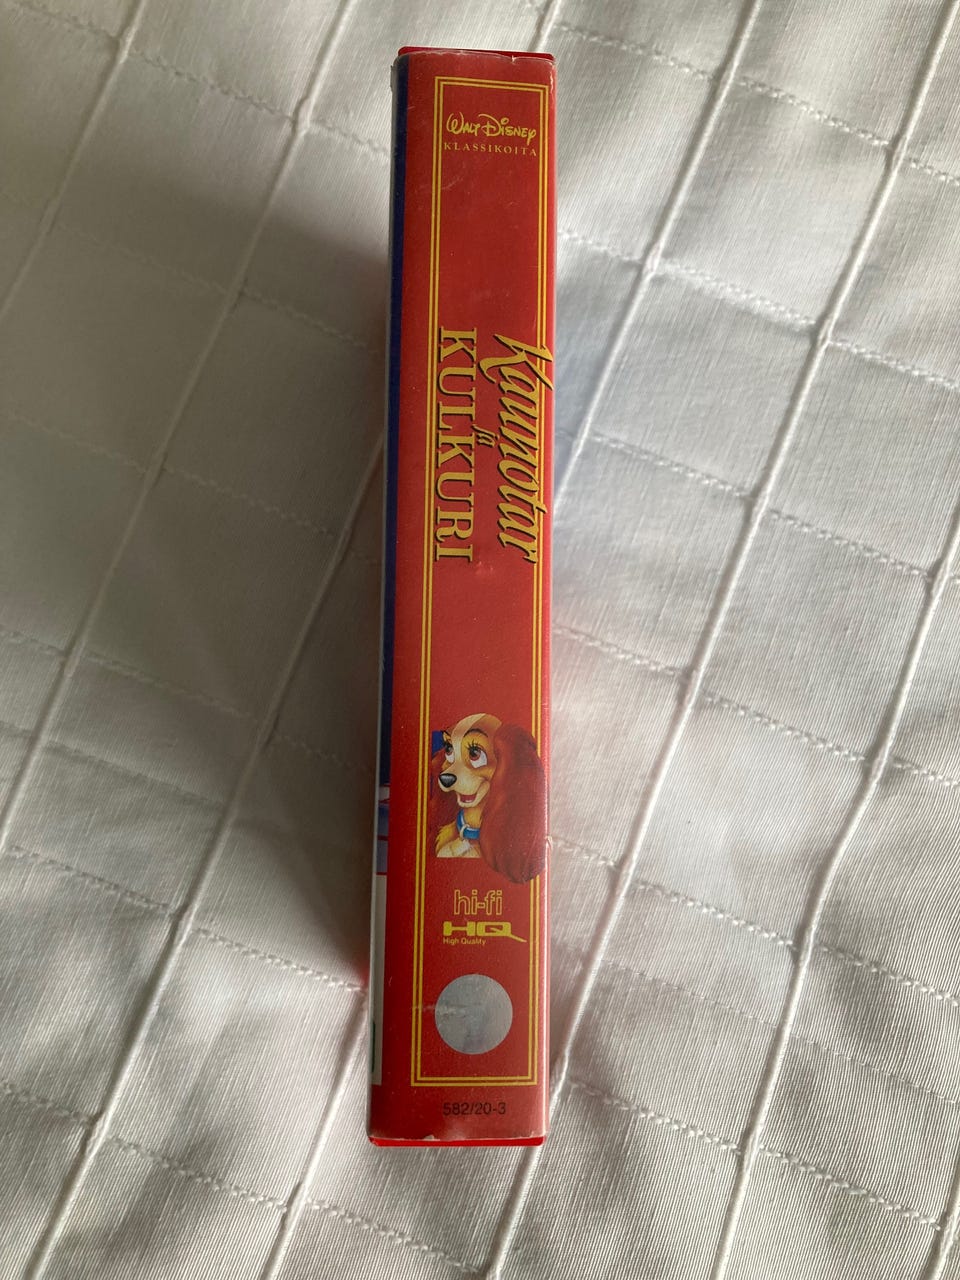 Walt Disney
KLASSIKOITA
Kaunotar
ja
KULKURI
hi-fi
HQ
High Quality
582/20-3